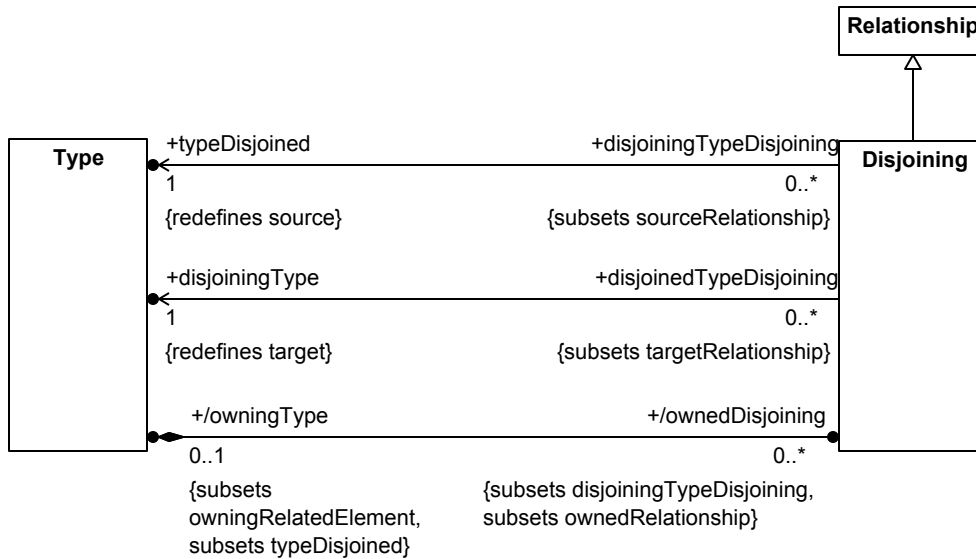 Relationship
+typeDisjoined
+disjoiningTypeDisjoining
Type
Disjoining
1
0..*
{redefines source}
{subsets sourceRelationship}
+disjoiningType
+disjoinedTypeDisjoining
1
0..*
{redefines target}
{subsets targetRelationship}
+/owningType
+/ownedDisjoining
0..1
0..*
{subsets
owningRelatedElement,
subsets typeDisjoined}
{subsets disjoiningTypeDisjoining,
subsets ownedRelationship}